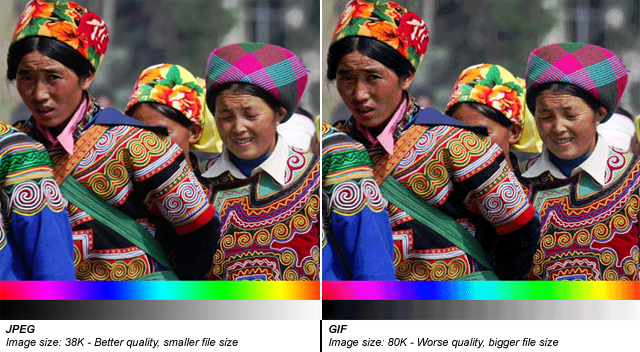 JPEG
Image size: 38K - Better quality, smaller file size
GIF
Image size: 80K - Worse quality, bigger file size